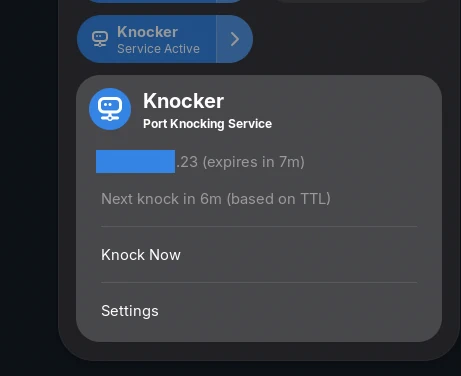 Knocker
Service Active
Knocker
Port Knocking Service
.23 (expires in 7m)
Next knock in 6m (based on TTL)
Knock Now
Settings